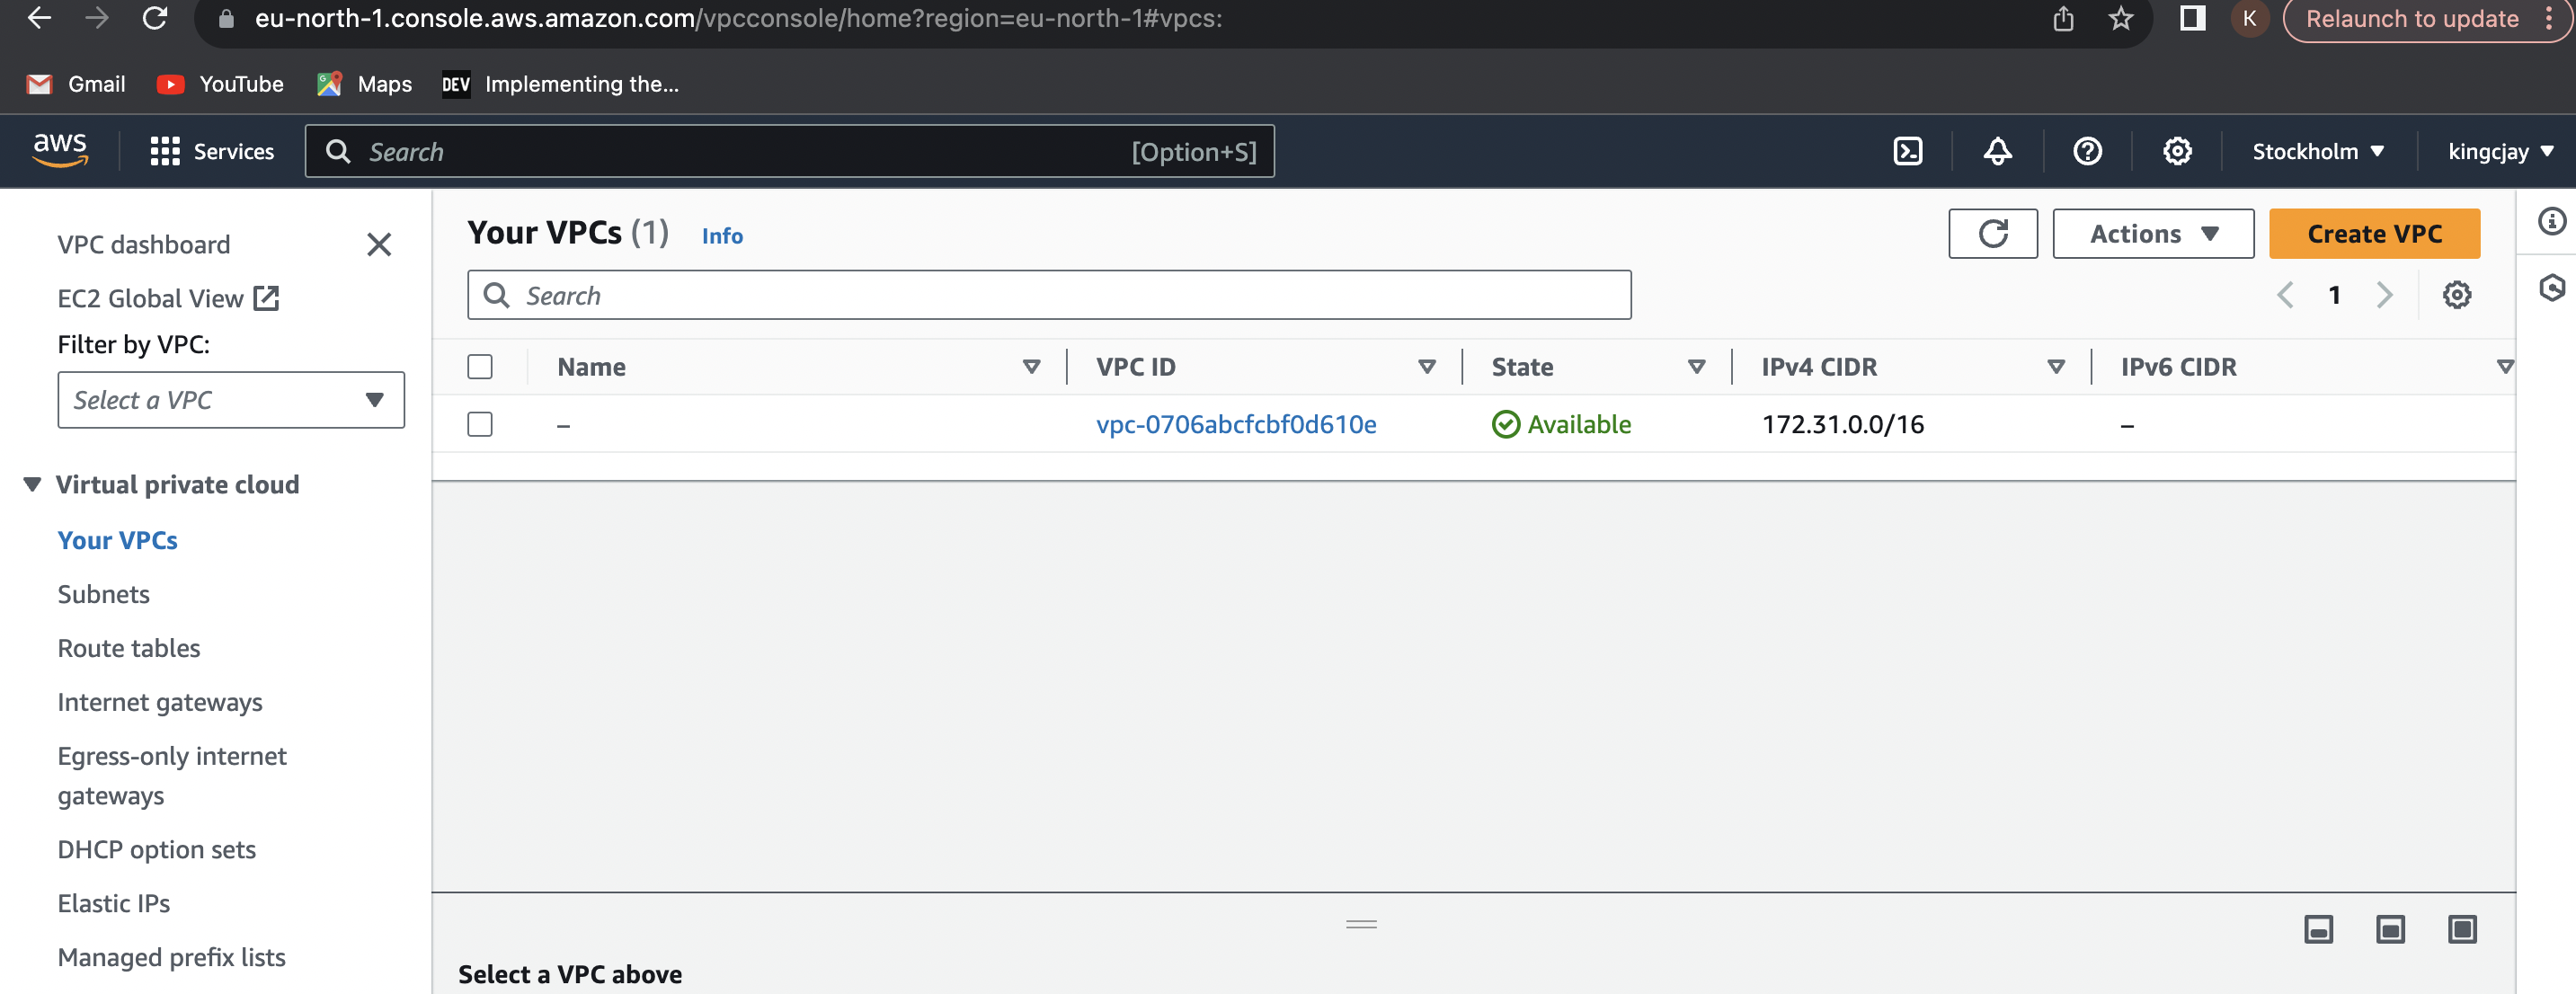 eu-north-1.console.aws.amazon.com/vpcconsole/home?region=eu-north-1#vpcs:
K
Relaunch to update
Gmail
YouTube
Maps
DEV
Implementing the...
aws
Services
Search
[Option+S]
Stockholm
kingcjay
VPC dashboard
EC2 Global View
Filter by VPC:
Select a VPC
Virtual private cloud
Your VPCs
Subnets
Route tables
Internet gateways
Egress-only internet
gateways
DHCP option sets
Elastic IPs
Managed prefix lists
Your VPCs (1)
Info
Actions
Create VPC
Search
1
Name
VPC ID
State
IPv4 CIDR
IPv6 CIDR
–
vpc-0706abcfcbf0d610e
Available
172.31.0.0/16
–
Select a VPC above